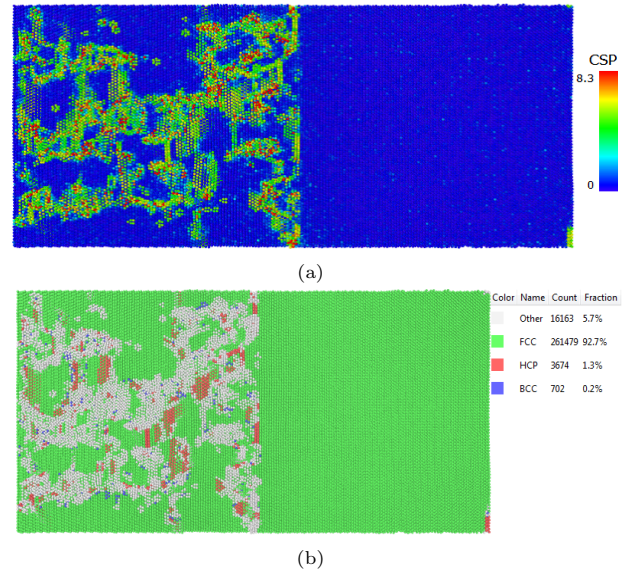 CSP
8.3
0
(a)
Color Name Count Fraction
Other 16163 5.7%
FCC 261479 92.7%
HCP 3674 1.3%
BCC 702 0.2%
(b)